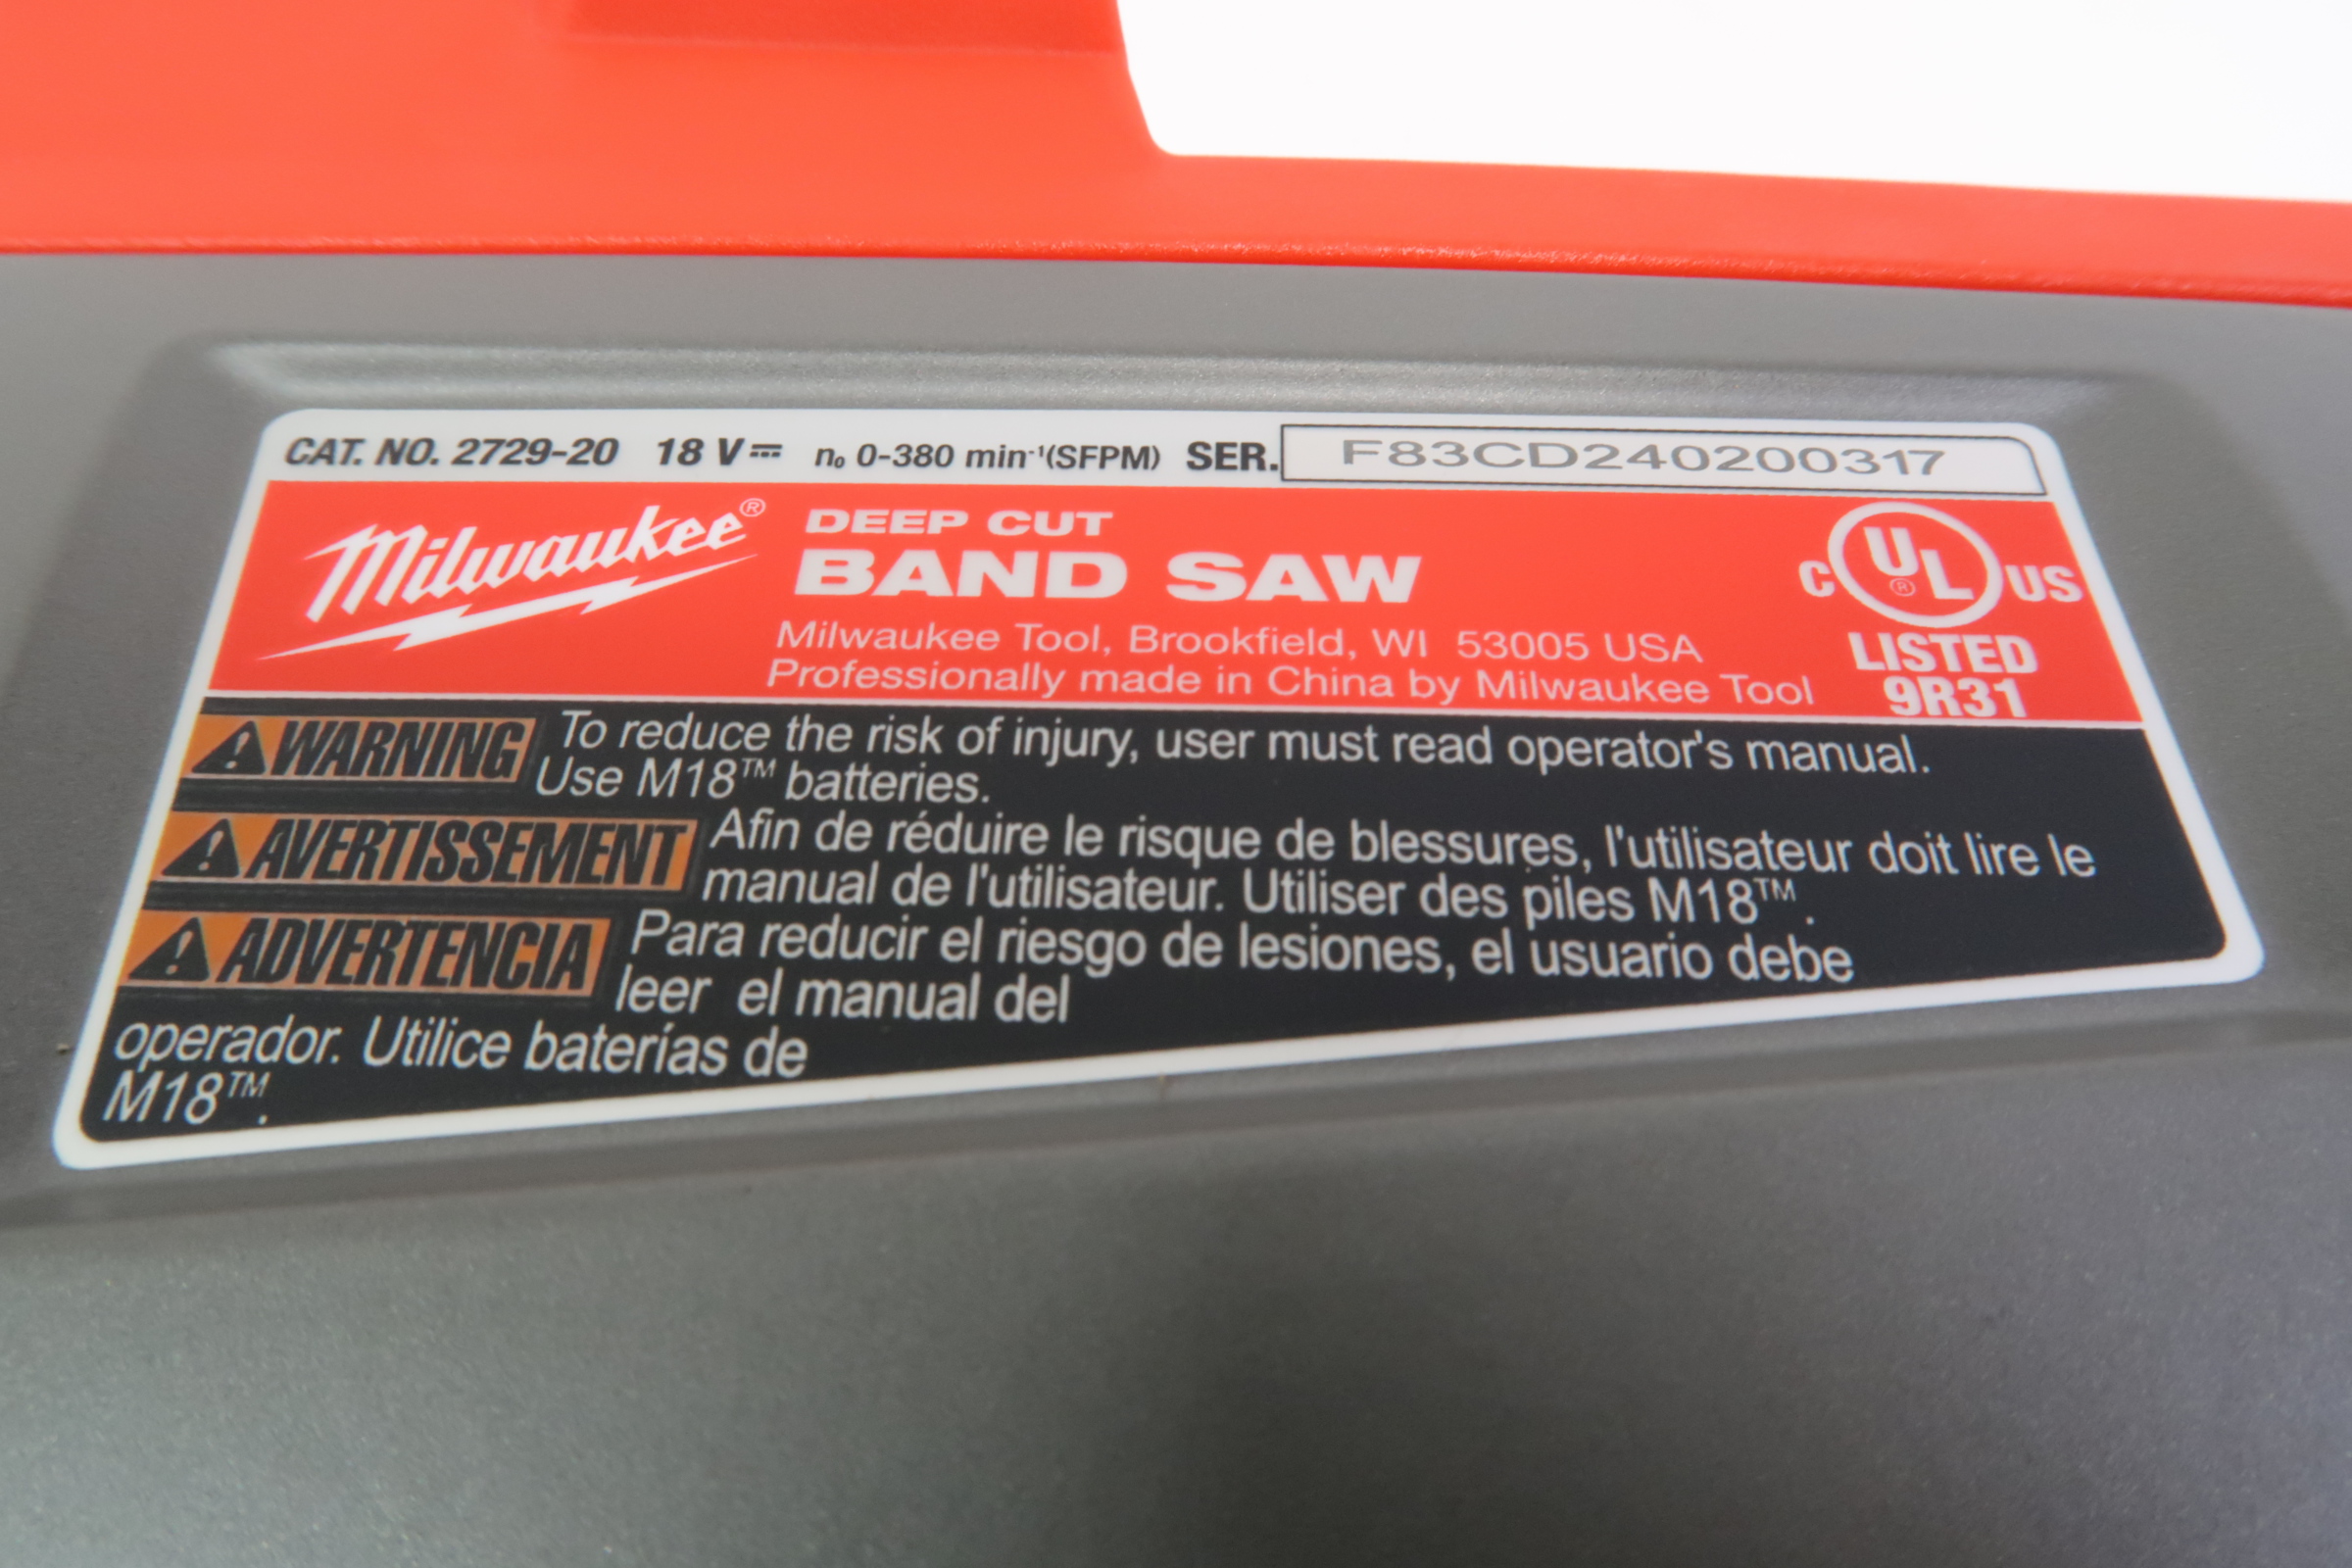 CAT. NO. 2729-20 18 V⎓ n₀ 0-380 min⁻¹(SFPM) SER. F83CD240200317
Milwaukee®
DEEP CUT
BAND SAW
Milwaukee Tool, Brookfield, WI 53005 USA
Professionally made in China by Milwaukee Tool
C UL® US
LISTED
9R31
⚠WARNING To reduce the risk of injury, user must read operator's manual.
Use M18™ batteries.
⚠AVERTISSEMENT Afin de réduire le risque de blessures, l'utilisateur doit lire le
manual de l'utilisateur. Utiliser des piles M18™.
⚠ADVERTENCIA Para reducir el riesgo de lesiones, el usuario debe
leer el manual del
operador. Utilice baterías de
M18™.